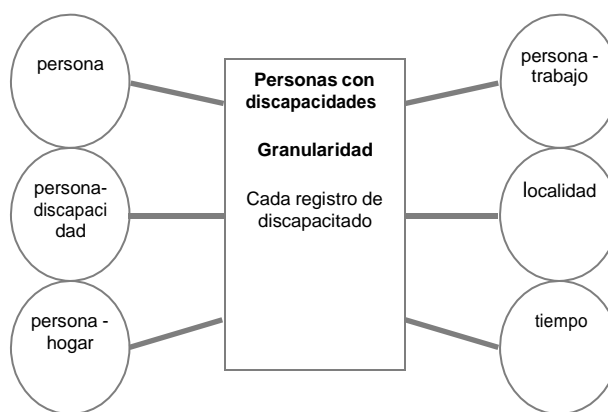 persona
persona-
discapaci
dad
persona -
hogar
Personas con
discapacidades
Granularidad
Cada registro de
discapacitado
persona -
trabajo
localidad
tiempo